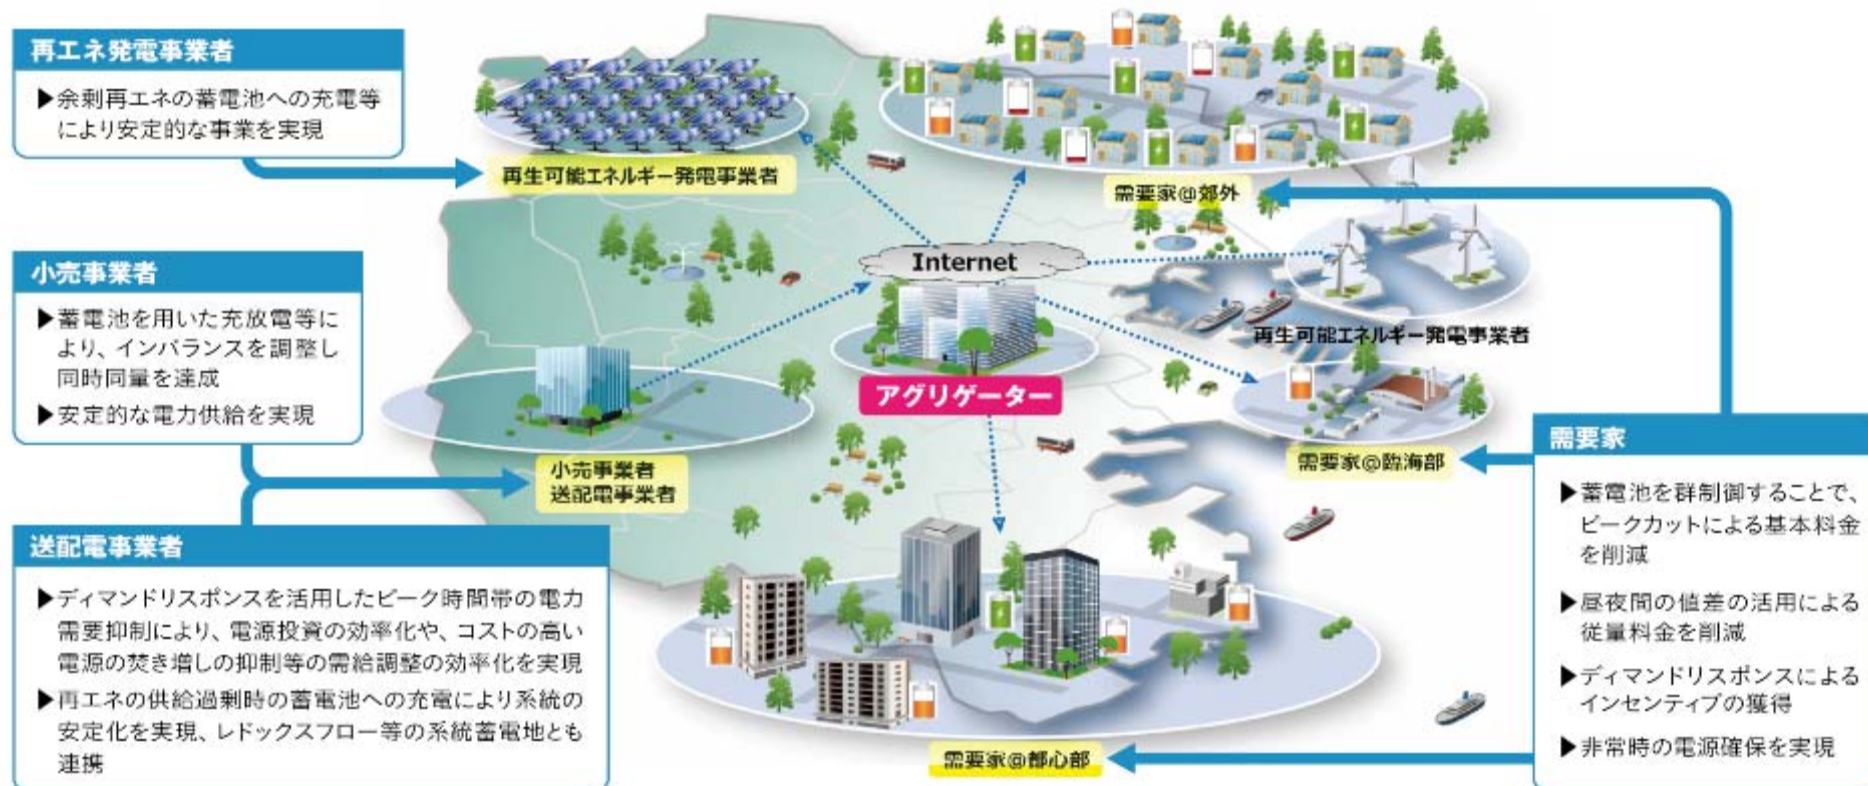 再エネ発電事業者
▶余剰再エネの蓄電池への充電等
により安定的な事業を実現
再生可能エネルギー発電事業者
需要家@郊外
小売事業者
▶蓄電池を用いた充放電等に
より、インバランスを調整し
同時同量を達成
▶安定的な電力供給を実現
Internet
再生可能エネルギー発電事業者
アグリゲーター
小売事業者
送配電事業者
需要家@臨海部
送配電事業者
▶ディマンドリスポンスを活用したピーク時間帯の電力
需要抑制により、電源投資の効率化や、コストの高い
電源の焚き増しの抑制等の需給調整の効率化を実現
▶再エネの供給過剰時の蓄電池への充電により系統の
安定化を実現、レドックスフロー等の系統蓄電地とも
連携
需要家@都心部
需要家
▶蓄電池を群制御することで、
ピークカットによる基本料金
を削減
▶昼夜間の値差の活用による
従量料金を削減
▶ディマンドリスポンスによる
インセンティブの獲得
▶非常時の電源確保を実現